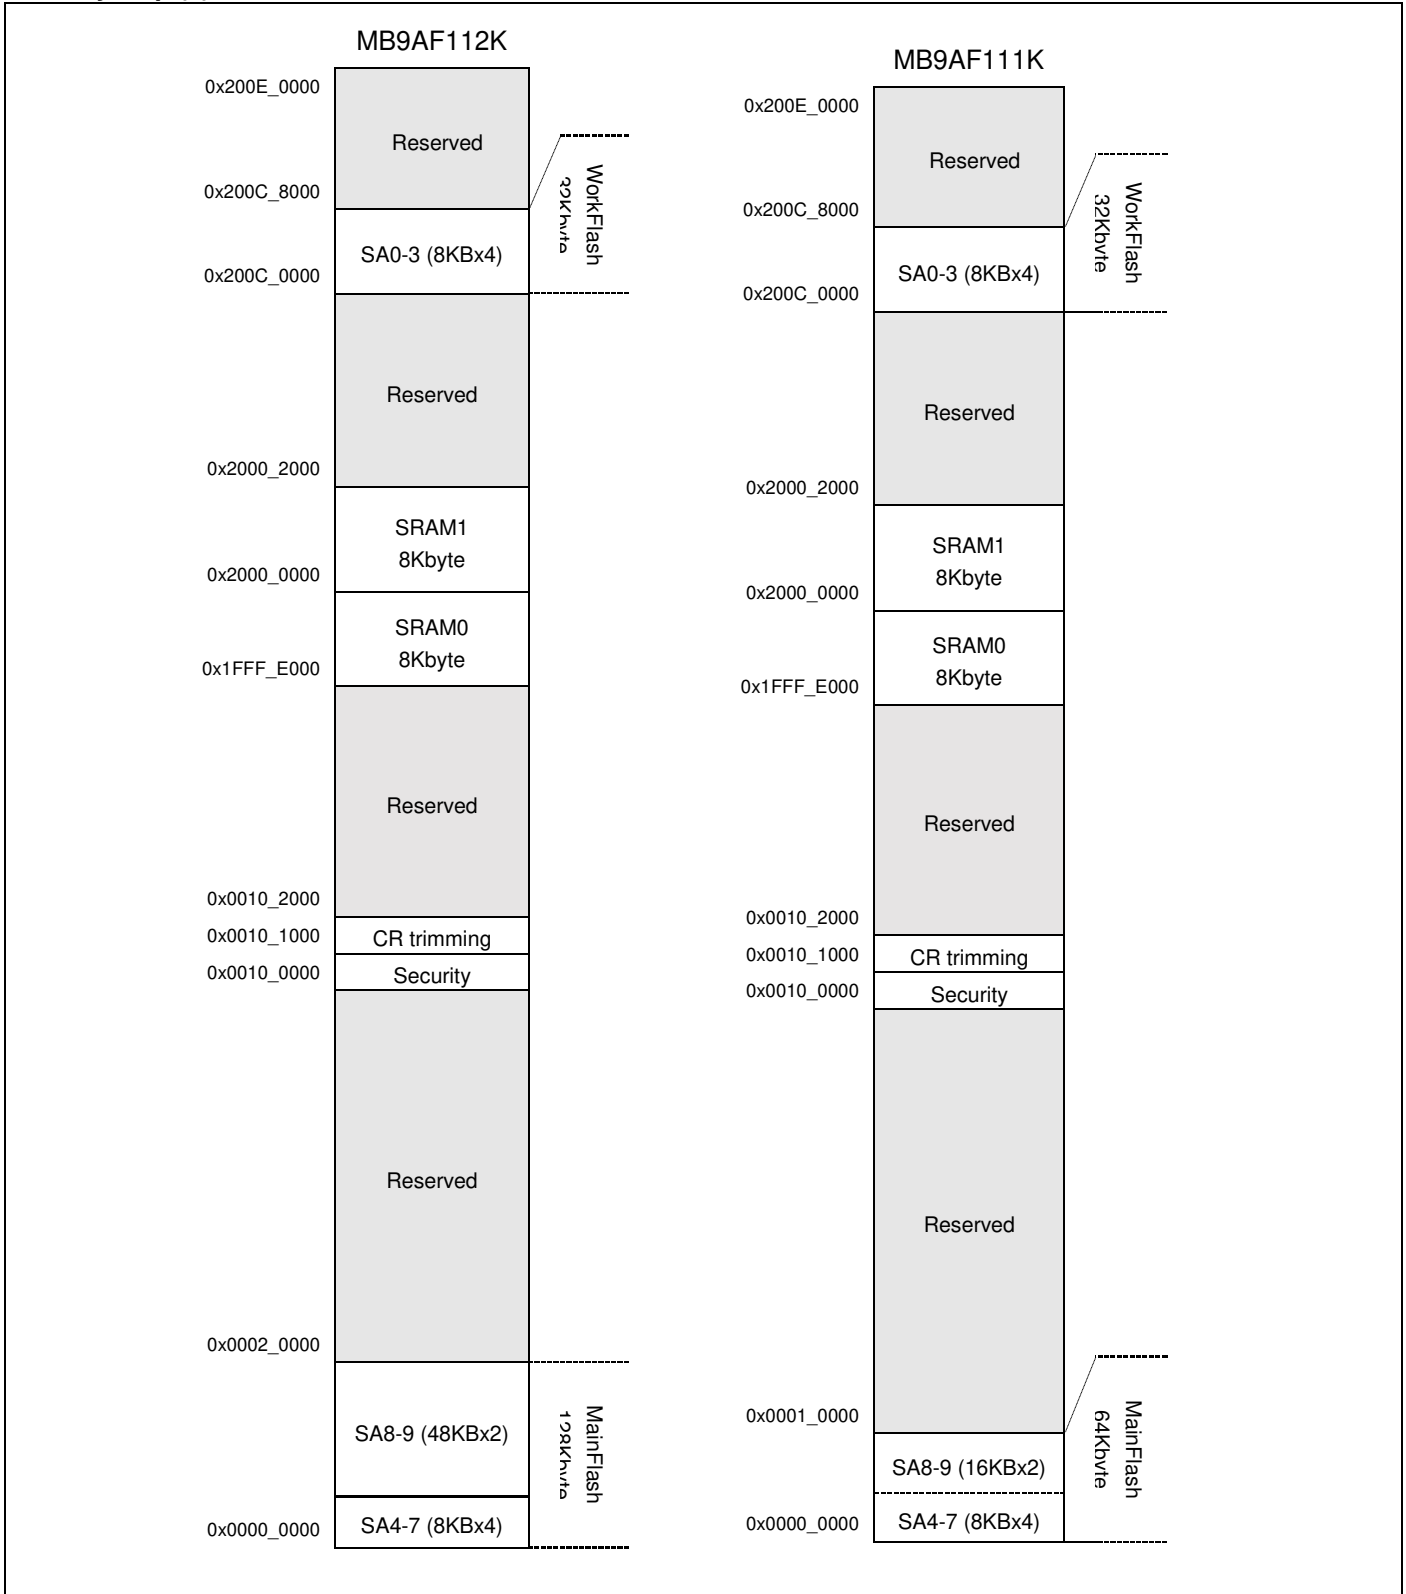 MB9AF112K
0x200E_0000
Reserved
0x200C_8000
SA0-3 (8KBx4)
0x200C_0000
WorkFlash
32Kbyte
Reserved
0x2000_2000
SRAM1
8Kbyte
0x2000_0000
SRAM0
8Kbyte
0x1FFF_E000
Reserved
0x0010_2000
0x0010_1000
CR trimming
0x0010_0000
Security
Reserved
0x0002_0000
SA8-9 (48KBx2)
MainFlash
128Kbyte
0x0000_0000
SA4-7 (8KBx4)
MB9AF111K
0x200E_0000
Reserved
0x200C_8000
SA0-3 (8KBx4)
0x200C_0000
WorkFlash
32Kbyte
Reserved
0x2000_2000
SRAM1
8Kbyte
0x2000_0000
SRAM0
8Kbyte
0x1FFF_E000
Reserved
0x0010_2000
0x0010_1000
CR trimming
0x0010_0000
Security
Reserved
0x0001_0000
SA8-9 (16KBx2)
MainFlash
64Kbyte
0x0000_0000
SA4-7 (8KBx4)